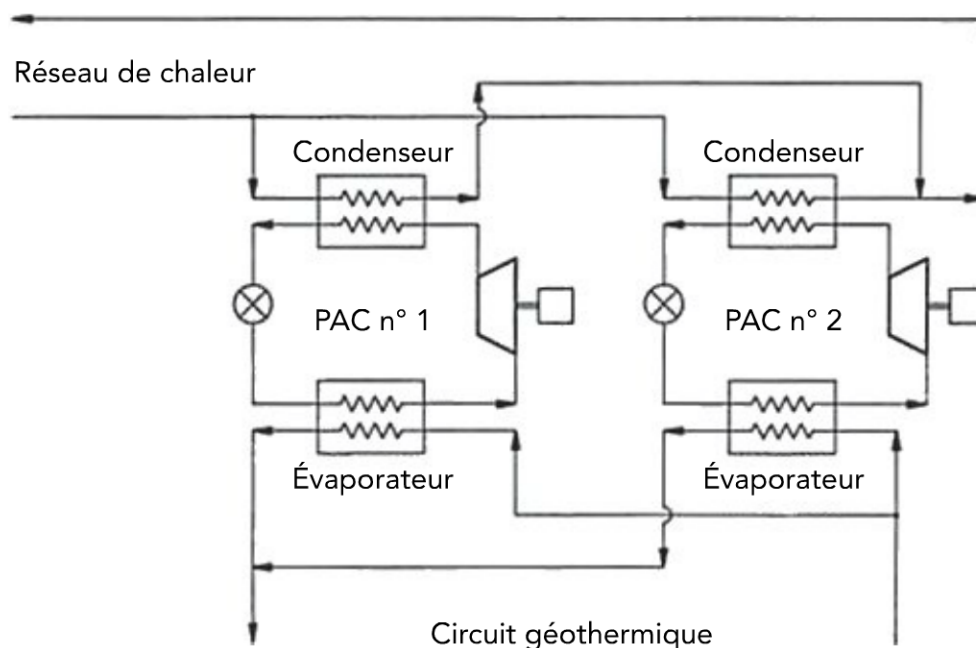 Réseau de chaleur
Condenseur
Condenseur
PAC n° 1
PAC n° 2
Évaporateur
Évaporateur
Circuit géothermique